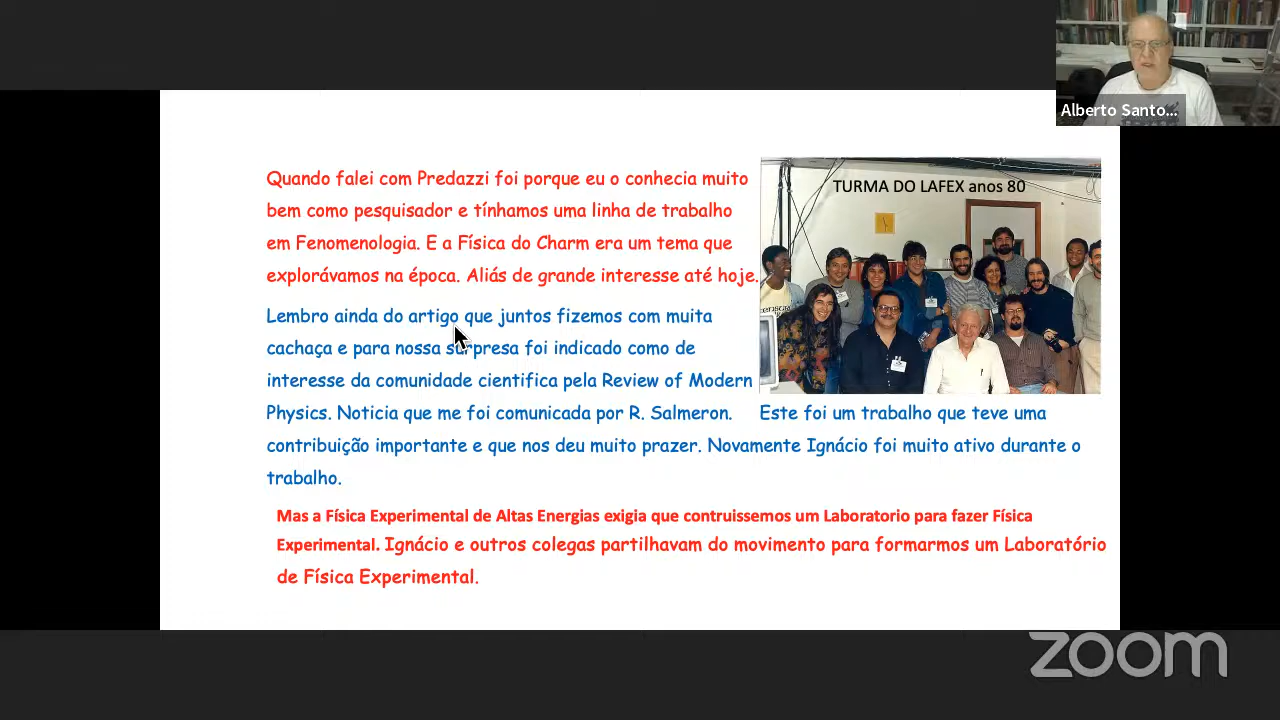 Alberto Santo...
TURMA DO LAFEX anos 80
Quando falei com Predazzi foi porque eu o conhecia muito
bem como pesquisador e tínhamos uma linha de trabalho
em Fenomenologia. E a Física do Charm era um tema que
explorávamos na época. Aliás de grande interesse até hoje.
Lembro ainda do artigo que juntos fizemos com muita
cachaça e para nossa surpresa foi indicado como de
interesse da comunidade cientifica pela Review of Modern
Physics. Noticia que me foi comunicada por R. Salmeron. Este foi um trabalho que teve uma
contribuição importante e que nos deu muito prazer. Novamente Ignácio foi muito ativo durante o
trabalho.
Mas a Física Experimental de Altas Energias exigia que contruissemos um Laboratorio para fazer Física
Experimental. Ignácio e outros colegas partilhavam do movimento para formarmos um Laboratório
de Física Experimental.
zoom